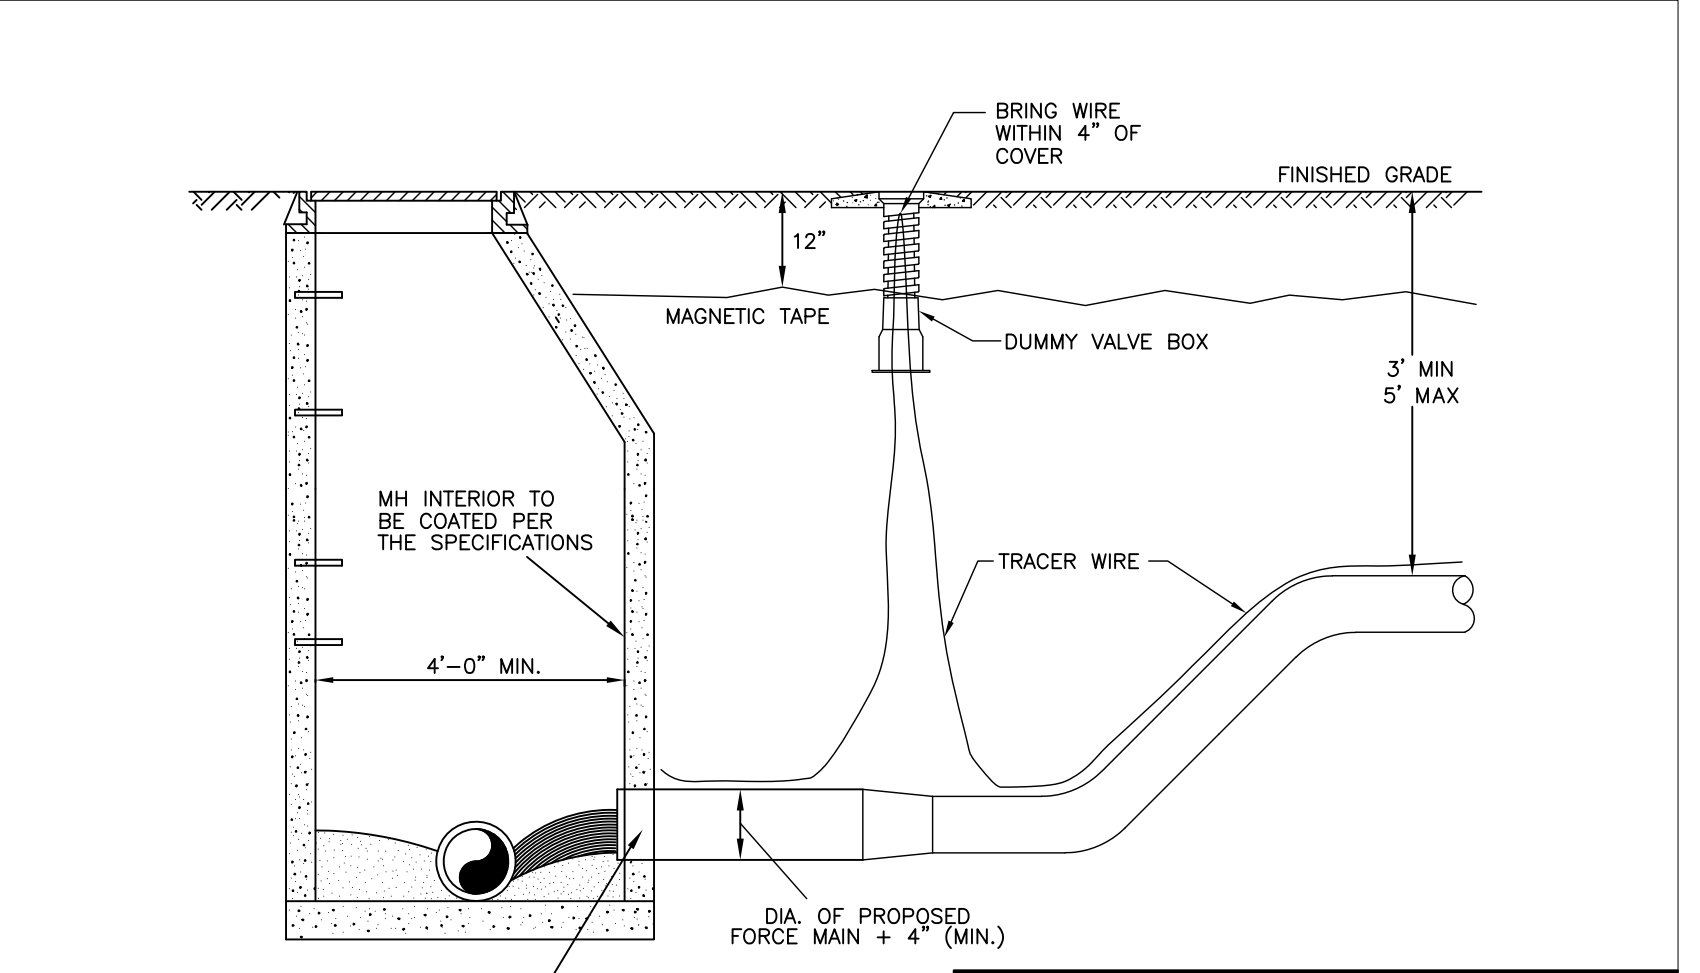 BRING WIRE
WITHIN 4” OF
COVER
FINISHED GRADE
12”
MAGNETIC TAPE
DUMMY VALVE BOX
3’ MIN
5’ MAX
MH INTERIOR TO
BE COATED PER
THE SPECIFICATIONS
TRACER WIRE
4’-0” MIN.
DIA. OF PROPOSED
FORCE MAIN + 4” (MIN.)